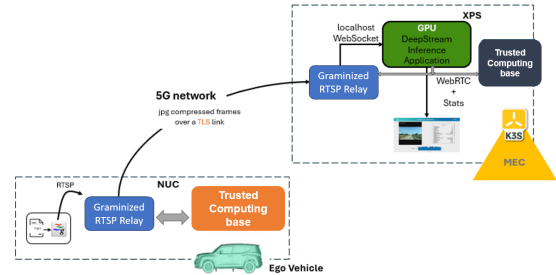 XPS
localhost
WebSocket
GPU
DeepStream
Inference
Application
Trusted
Computing
base
Graminized
RTSP Relay
WebRTC
+
Stats
5G network
jpg compressed frames
over a TLS link
K3S
MEC
NUC
RTSP
Graminized
RTSP Relay
Trusted
Computing
base
Ego Vehicle